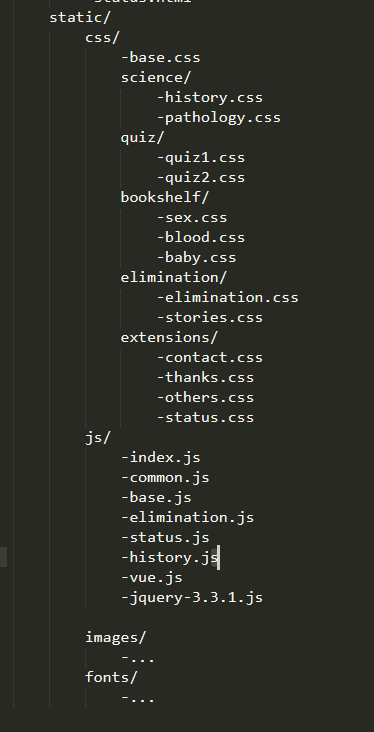 -status.html
static/
css/
-base.css
science/
-history.css
-pathology.css
quiz/
-quiz1.css
-quiz2.css
bookshelf/
-sex.css
-blood.css
-baby.css
elimination/
-elimination.css
-stories.css
extensions/
-contact.css
-thanks.css
-others.css
-status.css
js/
-index.js
-common.js
-base.js
-elimination.js
-status.js
-history.js
-vue.js
-jquery-3.3.1.js
images/
-...
fonts/
-...